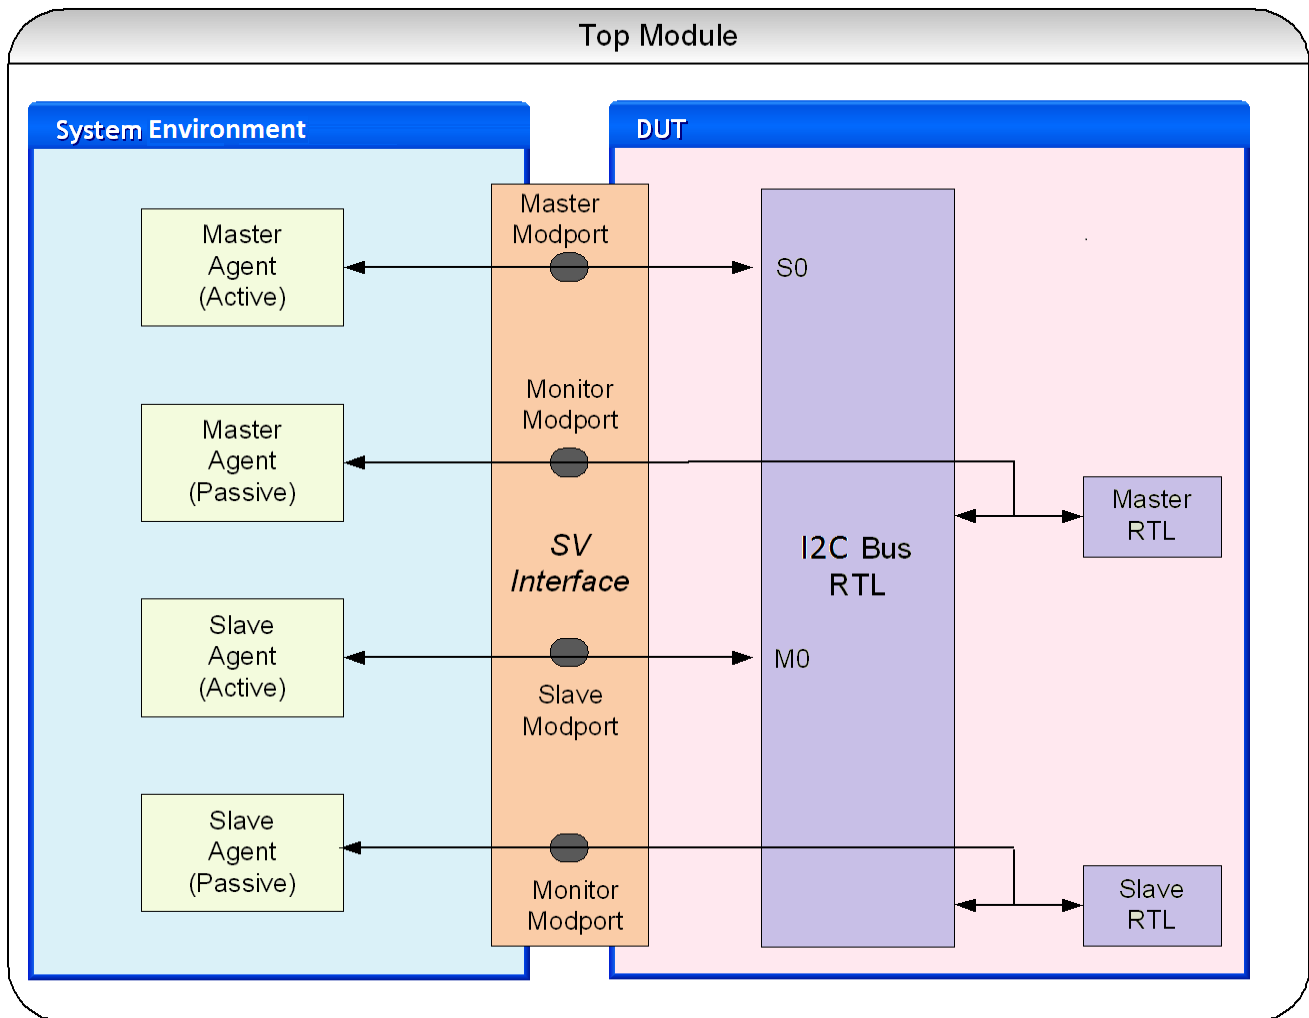 Top Module
System Environment
DUT
Master
Agent
(Active)
Master
Modport
S0
Master
Agent
(Passive)
Monitor
Modport
Master
RTL
SV
Interface
I2C Bus
RTL
Slave
Agent
(Active)
Slave
Modport
M0
Slave
Agent
(Passive)
Monitor
Modport
Slave
RTL